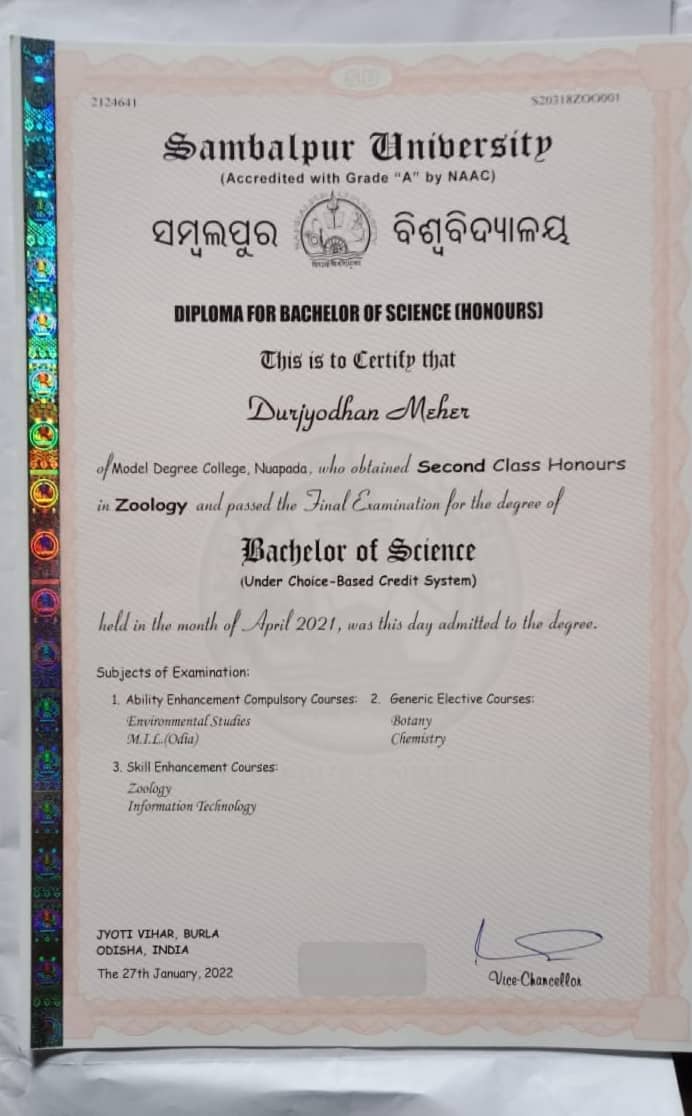 2124641
S20318ZOO001
Sambalpur University
(Accredited with Grade "A" by NAAC)
ସମ୍ବଲପୁର ବିଶ୍ୱବିଦ୍ୟାଳୟ
DIPLOMA FOR BACHELOR OF SCIENCE (HONOURS)
This is to Certify that
Durjyodhan Meher
of Model Degree College, Nuapada, who obtained Second Class Honours
in Zoology and passed the Final Examination for the degree of
Bachelor of Science
(Under Choice-Based Credit System)
held in the month of April 2021, was this day admitted to the degree.
Subjects of Examination:
1. Ability Enhancement Compulsory Courses:
Environmental Studies
M.I.L.(Odia)
2. Generic Elective Courses:
Botany
Chemistry
3. Skill Enhancement Courses:
Zoology
Information Technology
JYOTI VIHAR, BURLA
ODISHA, INDIA
The 27th January, 2022
Vice-Chancellor